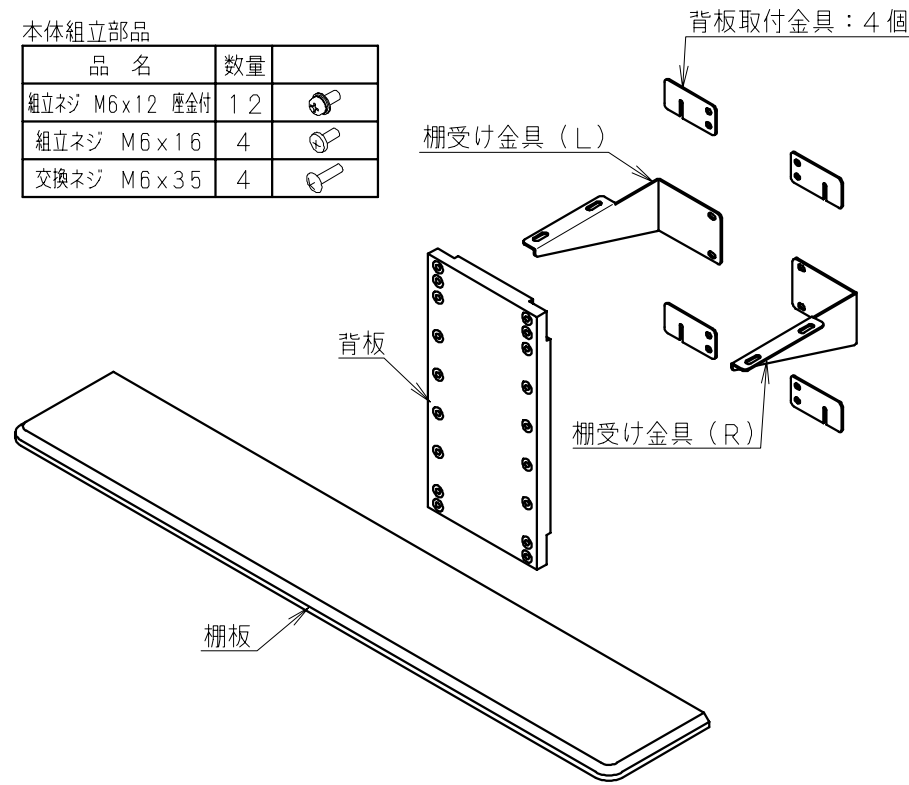 本体組立部品
品 名 数量
組立ネジ M6x12 座金付 12
組立ネジ M6x16 4
交換ネジ M6x35 4
背板取付金具：4個
棚受け金具（L）
背板
棚受け金具（R）
棚板